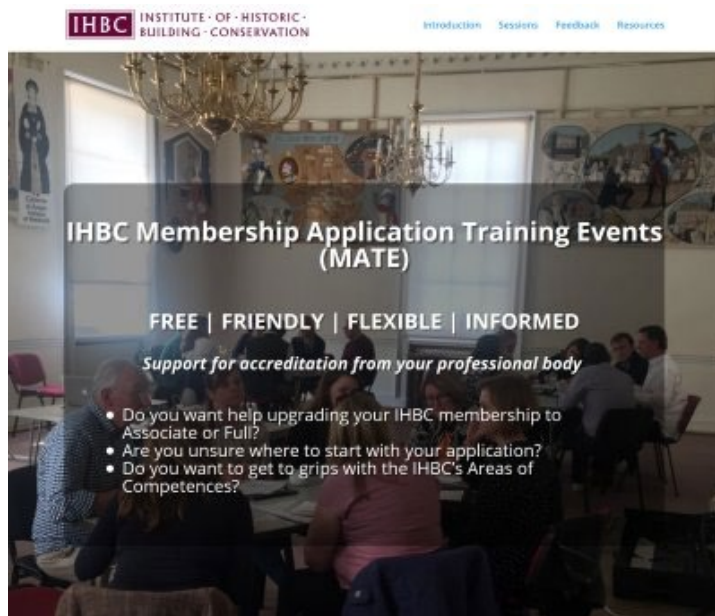 IHBC INSTITUTE · OF · HISTORIC ·
BUILDING · CONSERVATION
Introduction Sessions Feedback Resources
IHBC Membership Application Training Events
(MATE)
FREE | FRIENDLY | FLEXIBLE | INFORMED
Support for accreditation from your professional body
• Do you want help upgrading your IHBC membership to
Associate or Full?
• Are you unsure where to start with your application?
• Do you want to get to grips with the IHBC's Areas of
Competences?